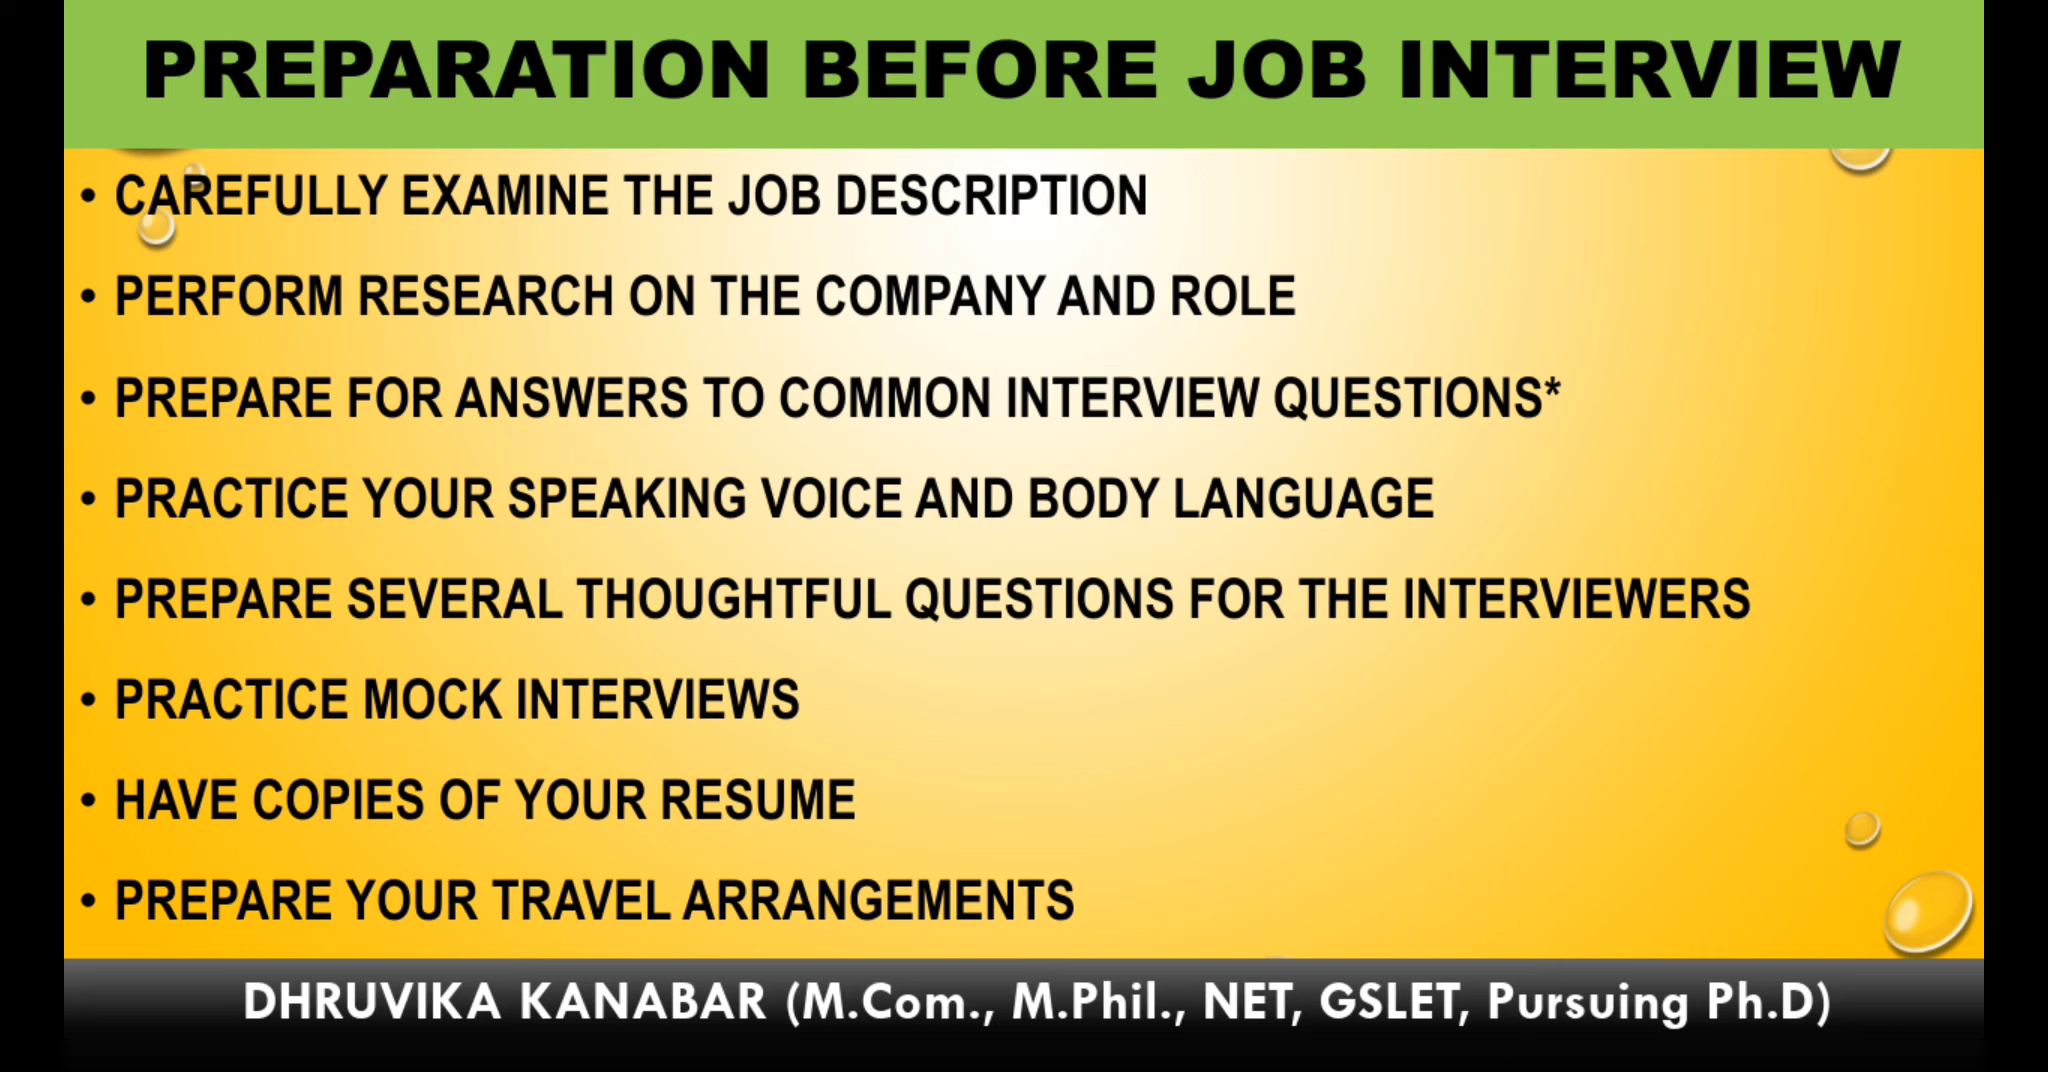 PREPARATION BEFORE JOB INTERVIEW
• CAREFULLY EXAMINE THE JOB DESCRIPTION
• PERFORM RESEARCH ON THE COMPANY AND ROLE
• PREPARE FOR ANSWERS TO COMMON INTERVIEW QUESTIONS*
• PRACTICE YOUR SPEAKING VOICE AND BODY LANGUAGE
• PREPARE SEVERAL THOUGHTFUL QUESTIONS FOR THE INTERVIEWERS
• PRACTICE MOCK INTERVIEWS
• HAVE COPIES OF YOUR RESUME
• PREPARE YOUR TRAVEL ARRANGEMENTS
DHRUVIKA KANABAR (M.Com., M.Phil., NET, GSLET, Pursuing Ph.D)